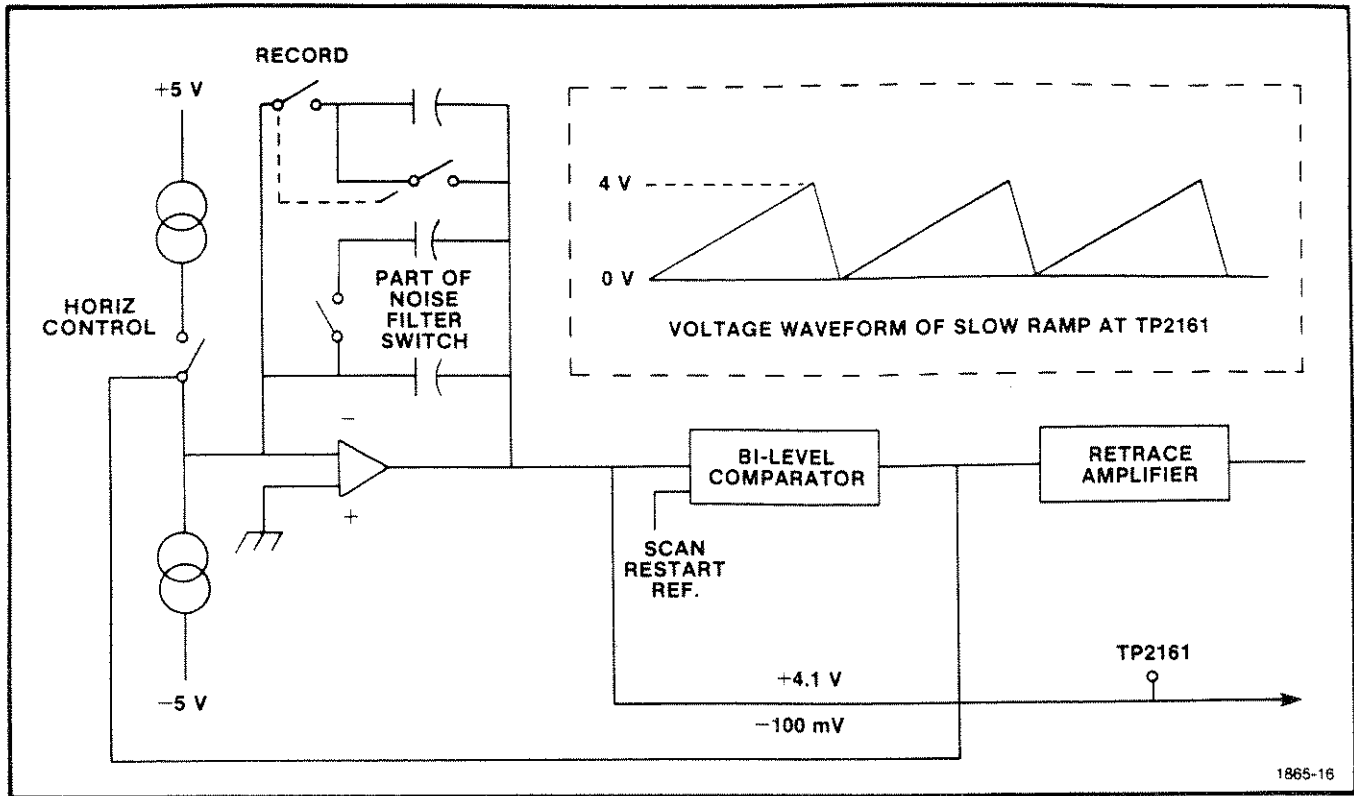 RECORD
+5 V
HORIZ
CONTROL
PART OF
NOISE
FILTER
SWITCH
4 V
0 V
VOLTAGE WAVEFORM OF SLOW RAMP AT TP2161
−
+
BI-LEVEL
COMPARATOR
RETRACE
AMPLIFIER
SCAN
RESTART
REF.
−5 V
+4.1 V
−100 mV
TP2161
1865-16